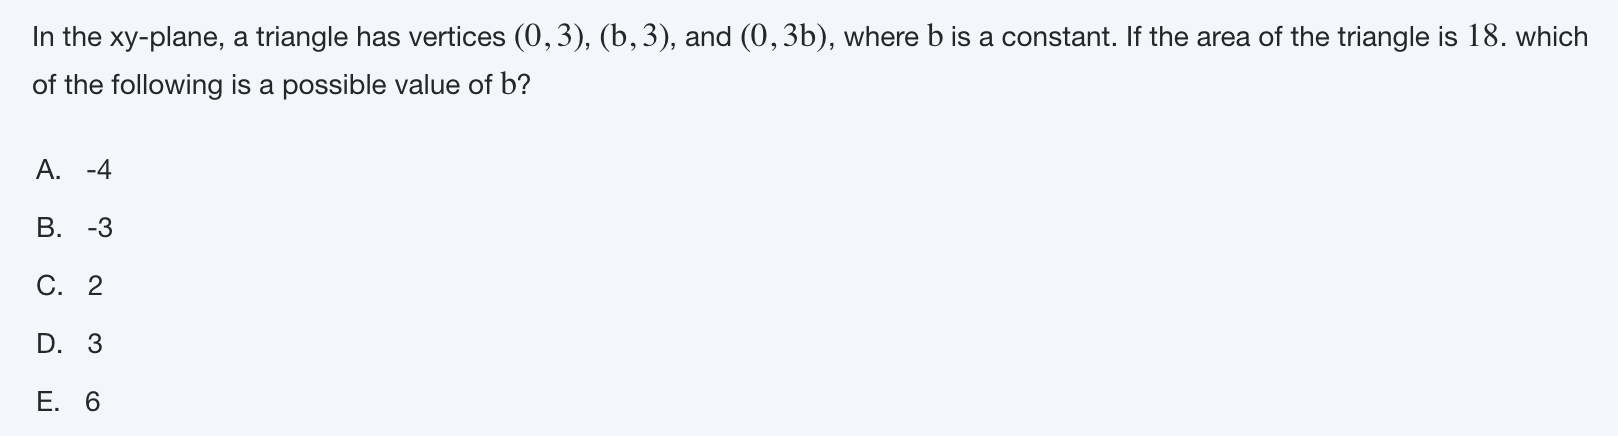 In the xy-plane, a triangle has vertices (0, 3), (b, 3), and (0, 3b), where b is a constant. If the area of the triangle is 18. which
of the following is a possible value of b?
A. -4
B. -3
C. 2
D. 3
E. 6